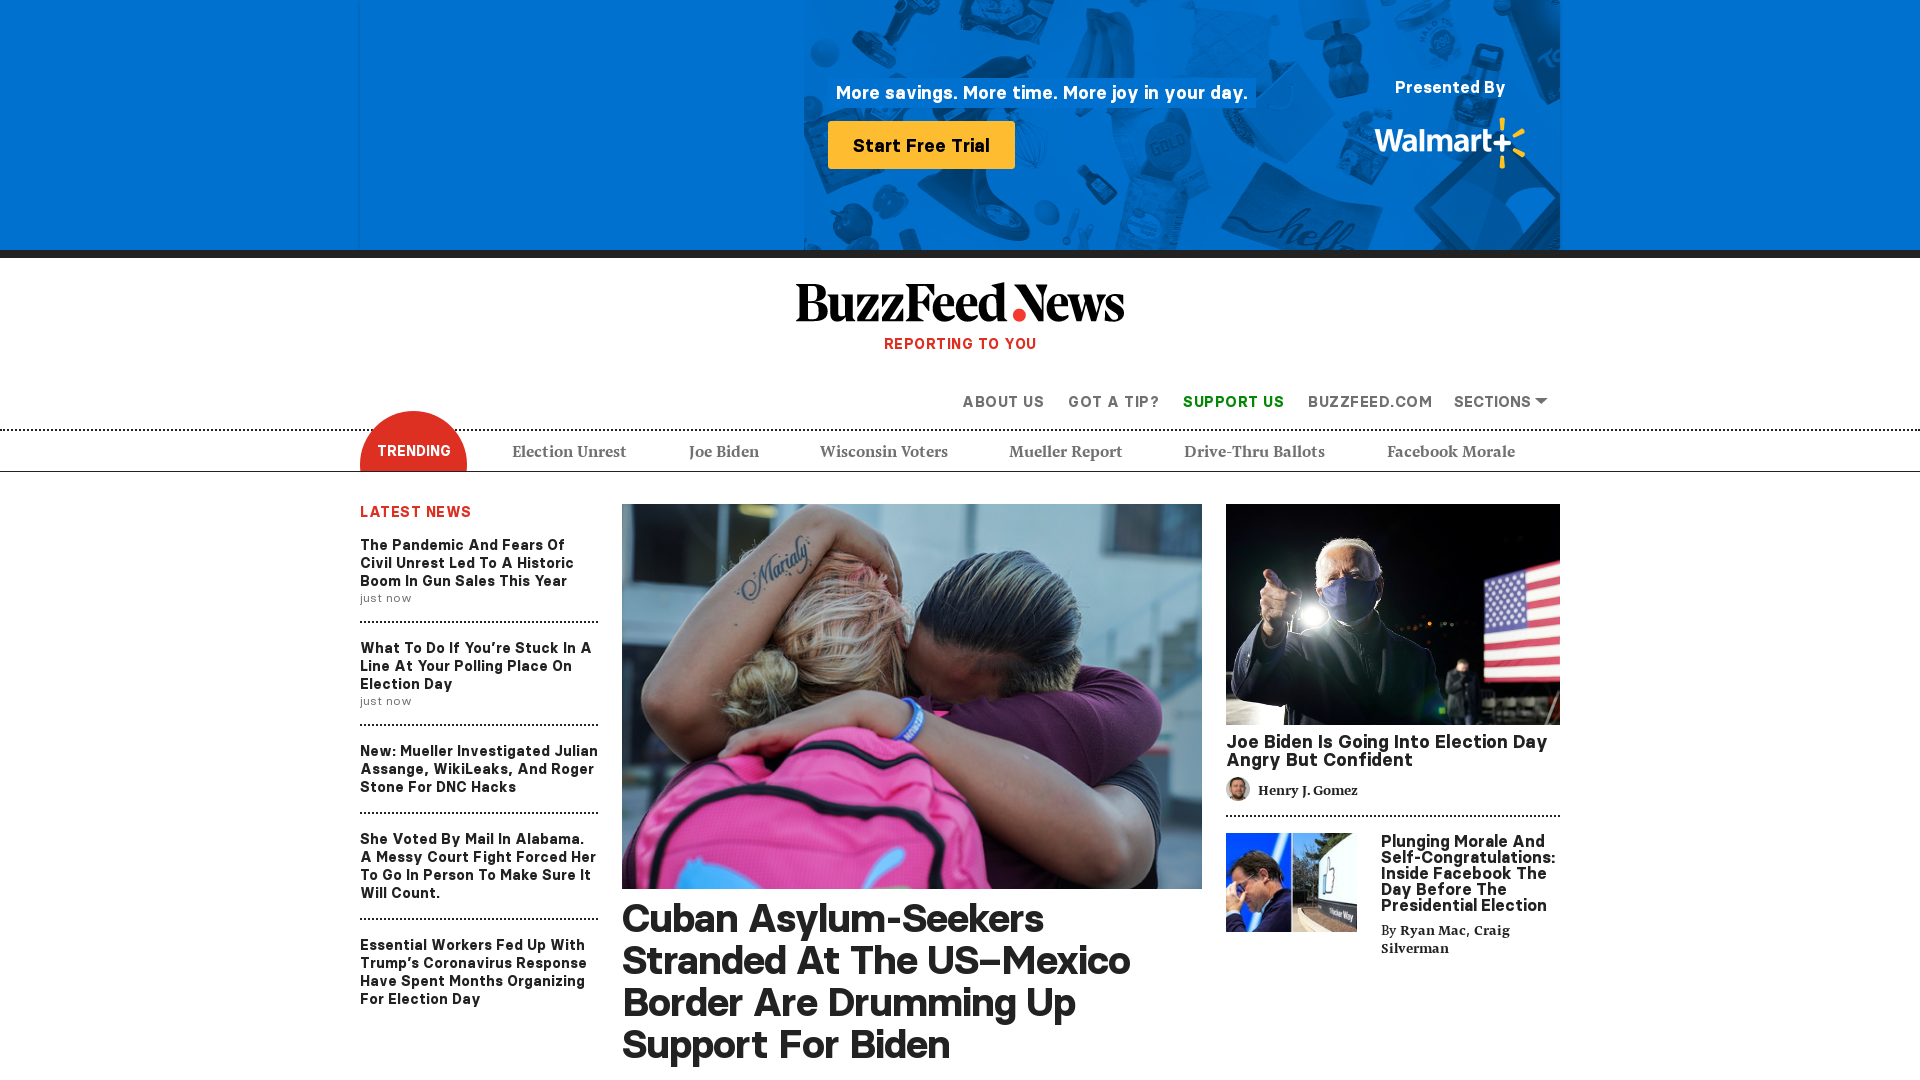 More savings. More time. More joy in your day.
Start Free Trial
Presented By
Walmart+
hello
GOLD
BuzzFeed News
REPORTING TO YOU
ABOUT US
GOT A TIP?
SUPPORT US
BUZZFEED.COM
SECTIONS
TRENDING
Election Unrest
Joe Biden
Wisconsin Voters
Mueller Report
Drive-Thru Ballots
Facebook Morale
LATEST NEWS
The Pandemic And Fears Of
Civil Unrest Led To A Historic
Boom In Gun Sales This Year
just now
What To Do If You’re Stuck In A
Line At Your Polling Place On
Election Day
just now
New: Mueller Investigated Julian
Assange, WikiLeaks, And Roger
Stone For DNC Hacks
She Voted By Mail In Alabama.
A Messy Court Fight Forced Her
To Go In Person To Make Sure It
Will Count.
Essential Workers Fed Up With
Trump’s Coronavirus Response
Have Spent Months Organizing
For Election Day
Marialy
Cuban Asylum-Seekers
Stranded At The US–Mexico
Border Are Drumming Up
Support For Biden
Joe Biden Is Going Into Election Day
Angry But Confident
Henry J. Gomez
Plunging Morale And
Self-Congratulations:
Inside Facebook The
Day Before The
Presidential Election
By Ryan Mac, Craig
Silverman